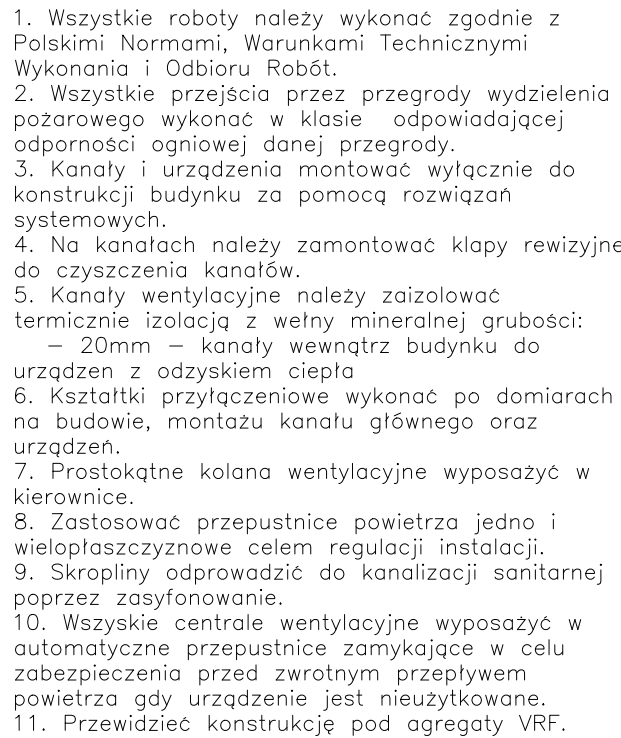 1. Wszystkie roboty należy wykonać zgodnie z
Polskimi Normami, Warunkami Technicznymi
Wykonania i Odbioru Robót.
2. Wszystkie przejścia przez przegrody wydzielenia
pożarowego wykonać w klasie odpowiadającej
odporności ogniowej danej przegrody.
3. Kanały i urządzenia montować wyłącznie do
konstrukcji budynku za pomocą rozwiązań
systemowych.
4. Na kanałach należy zamontować klapy rewizyjne
do czyszczenia kanałów.
5. Kanały wentylacyjne należy zaizolować
termicznie izolacją z wełny mineralnej grubości:
– 20mm – kanały wewnątrz budynku do
urządzen z odzyskiem ciepła
6. Kształtki przyłączeniowe wykonać po domiarach
na budowie, montażu kanału głównego oraz
urządzeń.
7. Prostokątne kolana wentylacyjne wyposażyć w
kierownice.
8. Zastosować przepustnice powietrza jedno i
wielopłaszczyznowe celem regulacji instalacji.
9. Skropliny odprowadzić do kanalizacji sanitarnej
poprzez zasyfonowanie.
10. Wszyskie centrale wentylacyjne wyposażyć w
automatyczne przepustnice zamykające w celu
zabezpieczenia przed zwrotnym przepływem
powietrza gdy urządzenie jest nieużytkowane.
11. Przewidzieć konstrukcję pod agregaty VRF.